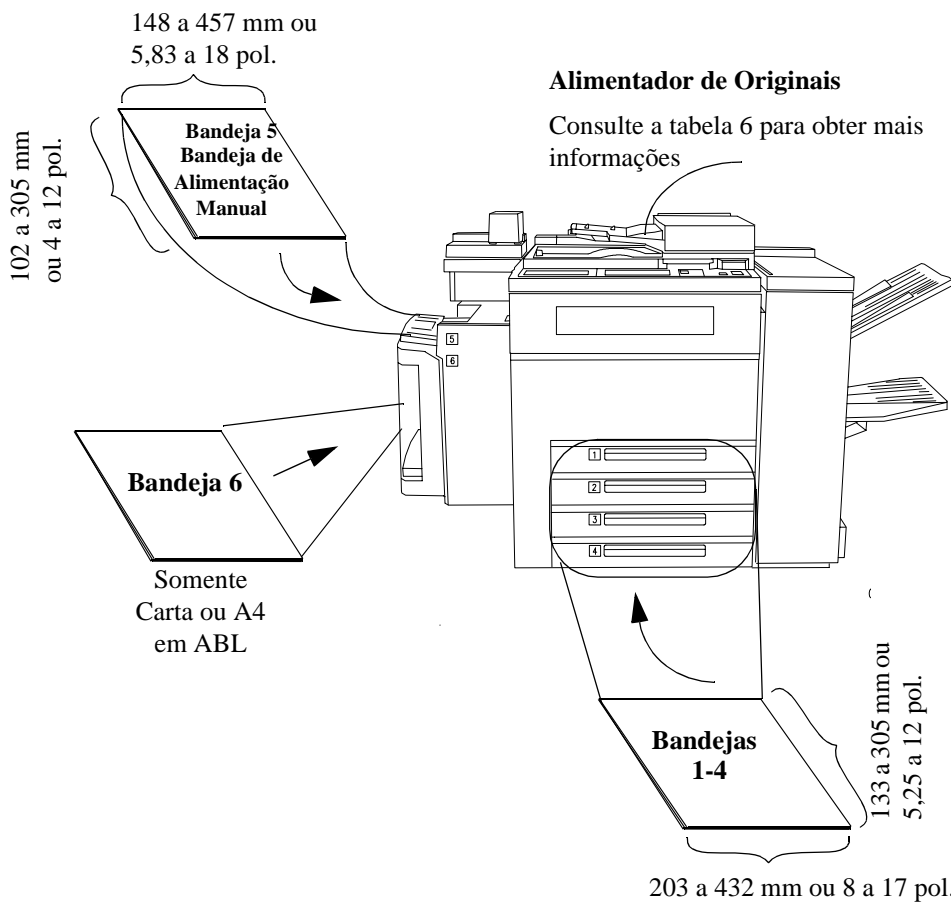 148 a 457 mm ou
5,83 a 18 pol.
Alimentador de Originais
Consulte a tabela 6 para obter mais
informações
102 a 305 mm
ou 4 a 12 pol.
Bandeja 5
Bandeja de
Alimentação
Manual
5
6
1
2
3
4
Bandeja 6
Somente
Carta ou A4
em ABL
Bandejas
1-4
133 a 305 mm ou
5,25 a 12 pol.
203 a 432 mm ou 8 a 17 pol.